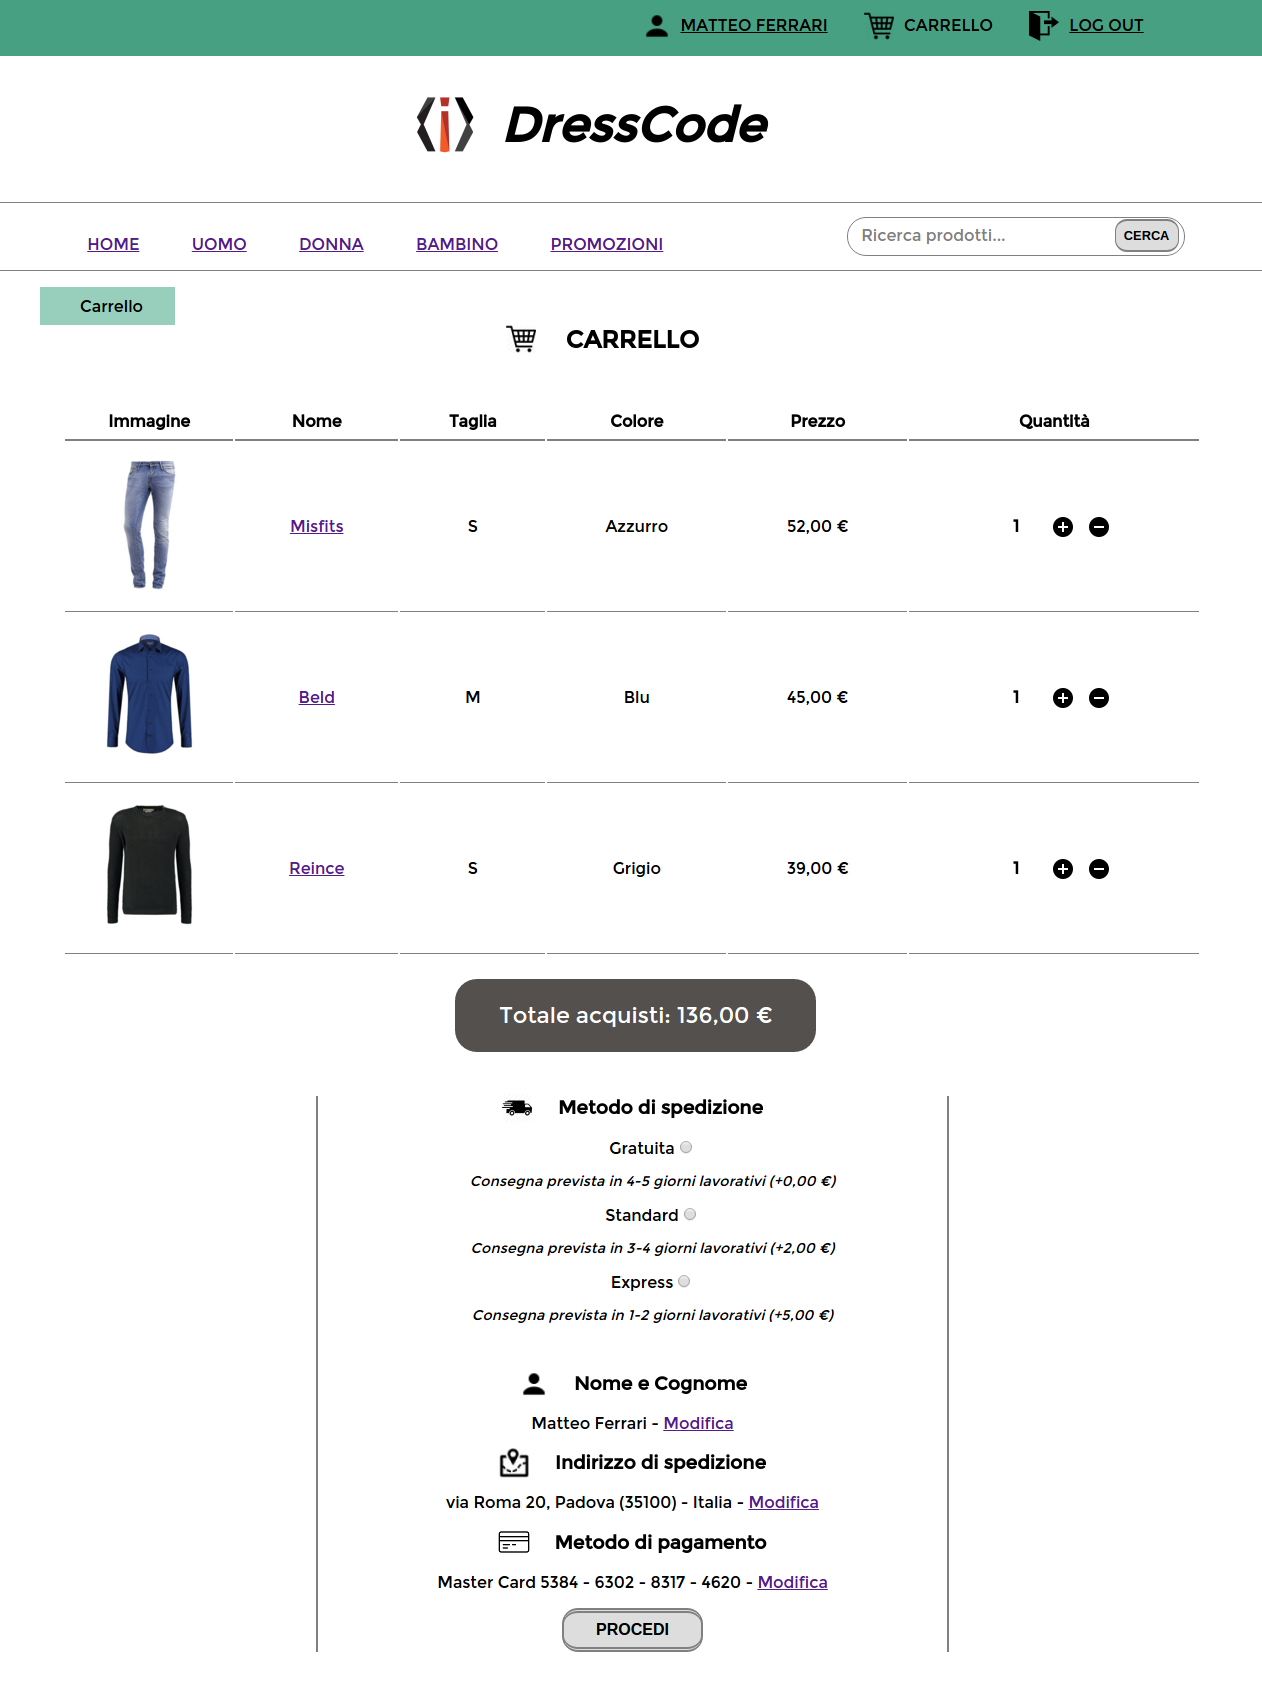 MATTEO FERRARI CARRELLO LOG OUT
DressCode
HOME UOMO DONNA BAMBINO PROMOZIONI Ricerca prodotti... CERCA
Carrello
CARRELLO
Immagine Nome Taglia Colore Prezzo Quantità
Misfits S Azzurro 52,00 € 1
Beld M Blu 45,00 € 1
Reince S Grigio 39,00 € 1
Totale acquisti: 136,00 €
Metodo di spedizione
Gratuita
Consegna prevista in 4-5 giorni lavorativi (+0,00 €)
Standard
Consegna prevista in 3-4 giorni lavorativi (+2,00 €)
Express
Consegna prevista in 1-2 giorni lavorativi (+5,00 €)
Nome e Cognome
Matteo Ferrari - Modifica
Indirizzo di spedizione
via Roma 20, Padova (35100) - Italia - Modifica
Metodo di pagamento
Master Card 5384 - 6302 - 8317 - 4620 - Modifica
PROCEDI